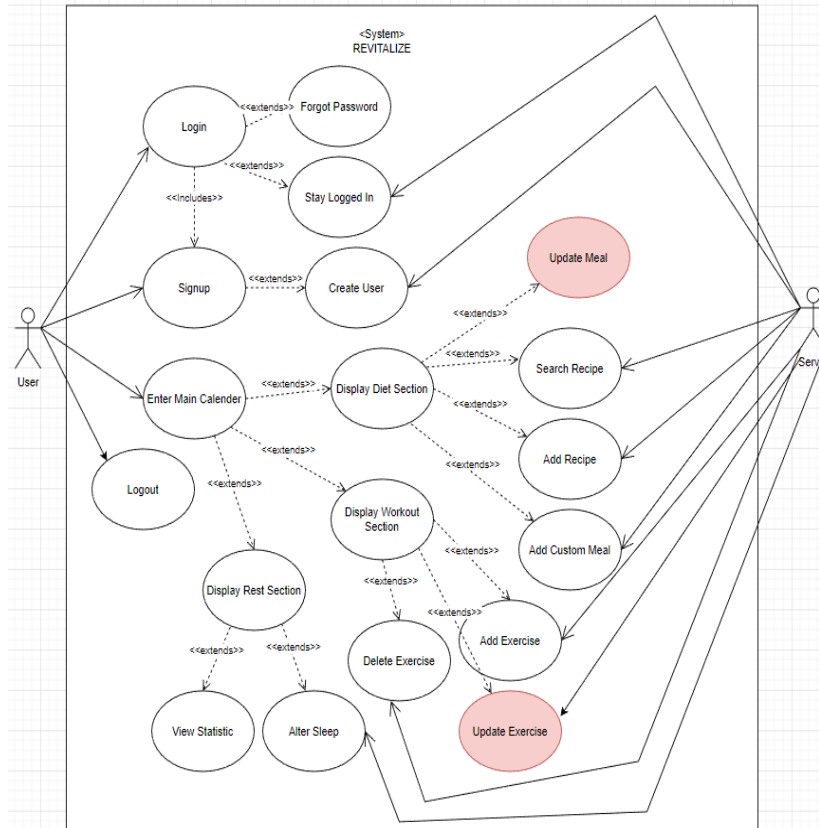 <System>
REVITALIZE
<<extends>>
Forgot Password
Login
<<extends>>
<<Includes>>
Stay Logged In
Update Meal
<<extends>>
Signup
Create User
<<extends>>
User
<<extends>>
Search Recipe
Serv
<<extends>>
Enter Main Calender
Display Diet Section
<<extends>>
<<extends>>
Add Recipe
<<extends>>
Logout
<<extends>>
<<extends>>
Display Workout
Section
Add Custom Meal
<<extends>>
<<extends>>
Display Rest Section
<<extends>>
Add Exercise
<<extends>>
<<extends>>
Delete Exercise
View Statistic
Alter Sleep
Update Exercise